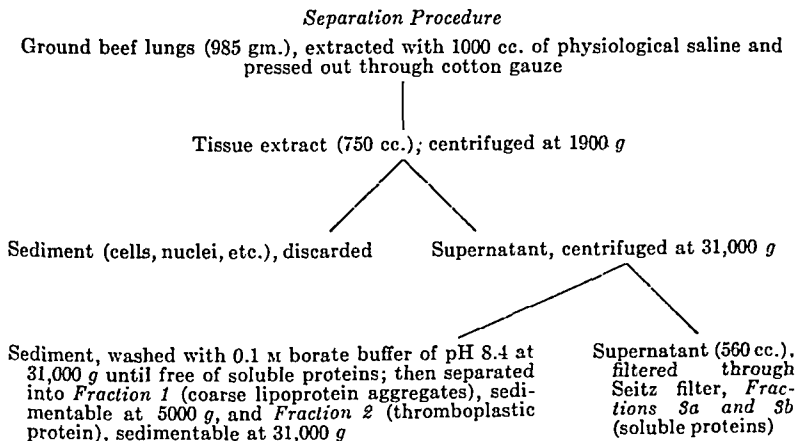 Separation Procedure
Ground beef lungs (985 gm.), extracted with 1000 cc. of physiological saline and
pressed out through cotton gauze
Tissue extract (750 cc.); centrifuged at 1900 g
Sediment (cells, nuclei, etc.), discarded
Supernatant, centrifuged at 31,000 g
Sediment, washed with 0.1 M borate buffer of pH 8.4 at
31,000 g until free of soluble proteins; then separated
into Fraction 1 (coarse lipoprotein aggregates), sedi-
mentable at 5000 g, and Fraction 2 (thromboplastic
protein), sedimentable at 31,000 g
Supernatant (560 cc.),
filtered through
Seitz filter, Frac-
tions 3a and 3b
(soluble proteins)